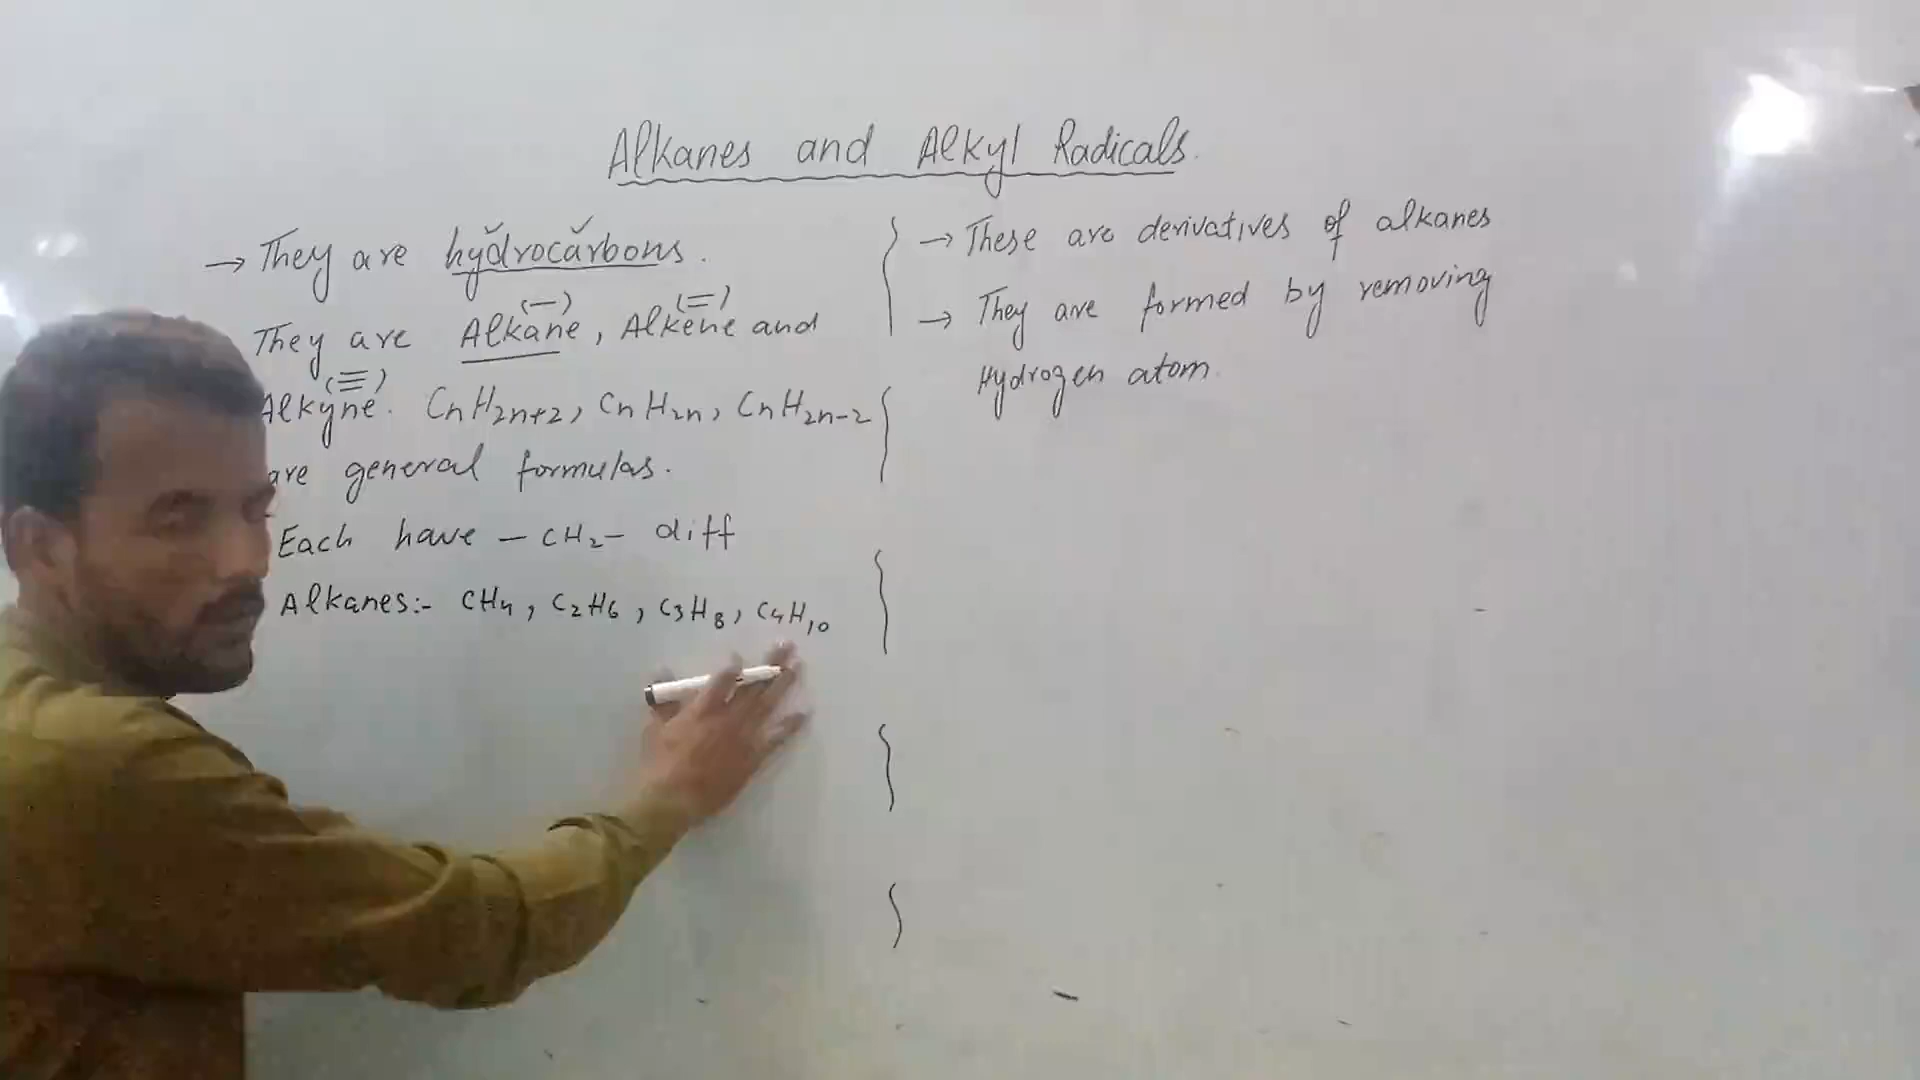 Alkanes and Alkyl Radicals.
→ They are hydrocarbons.
(−) (=)
They are Alkane, Alkene and
(≡)
Alkyne. CnH2n+2, CnH2n, CnH2n-2
are general formulas.
Each have - CH2 - diff
Alkanes:- CH4, C2H6, C3H8, C4H10
→ These are derivatives of alkanes
→ They are formed by removing
Hydrogen atom.